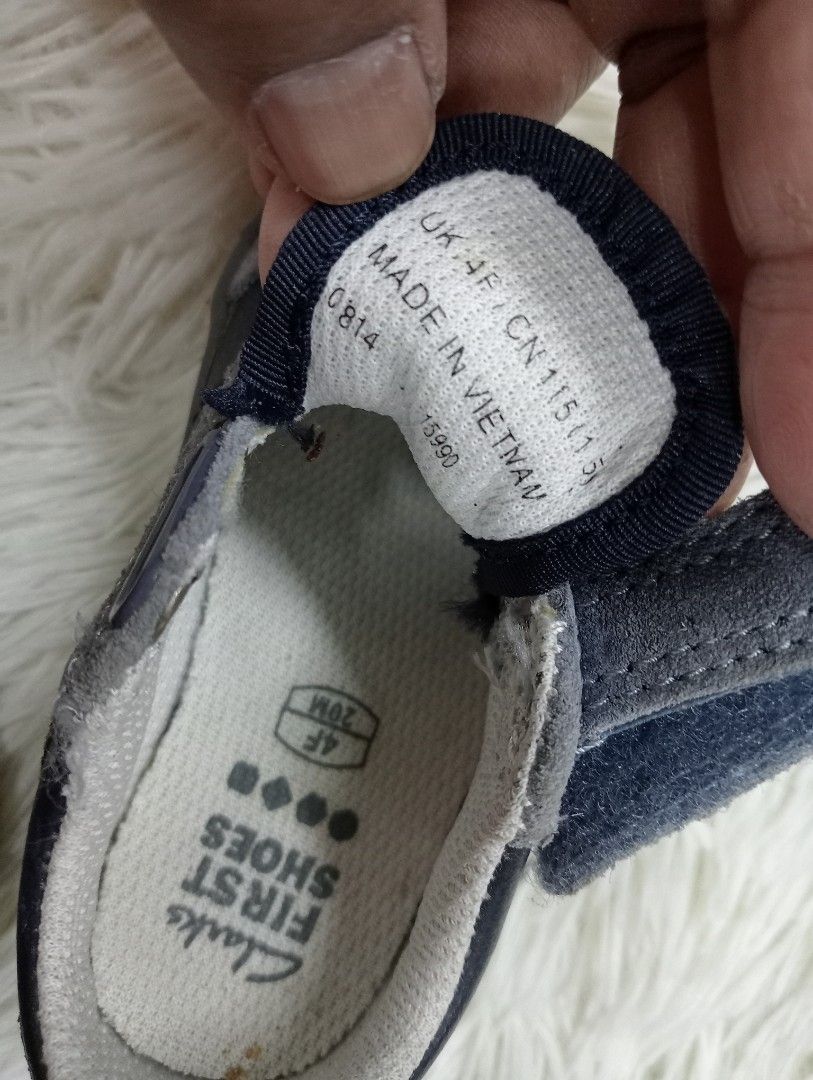 UK 4F / CN 115 (1.5)
MADE IN VIETNAM
0814
15990
4F
20M
Clarks
FIRST
SHOES